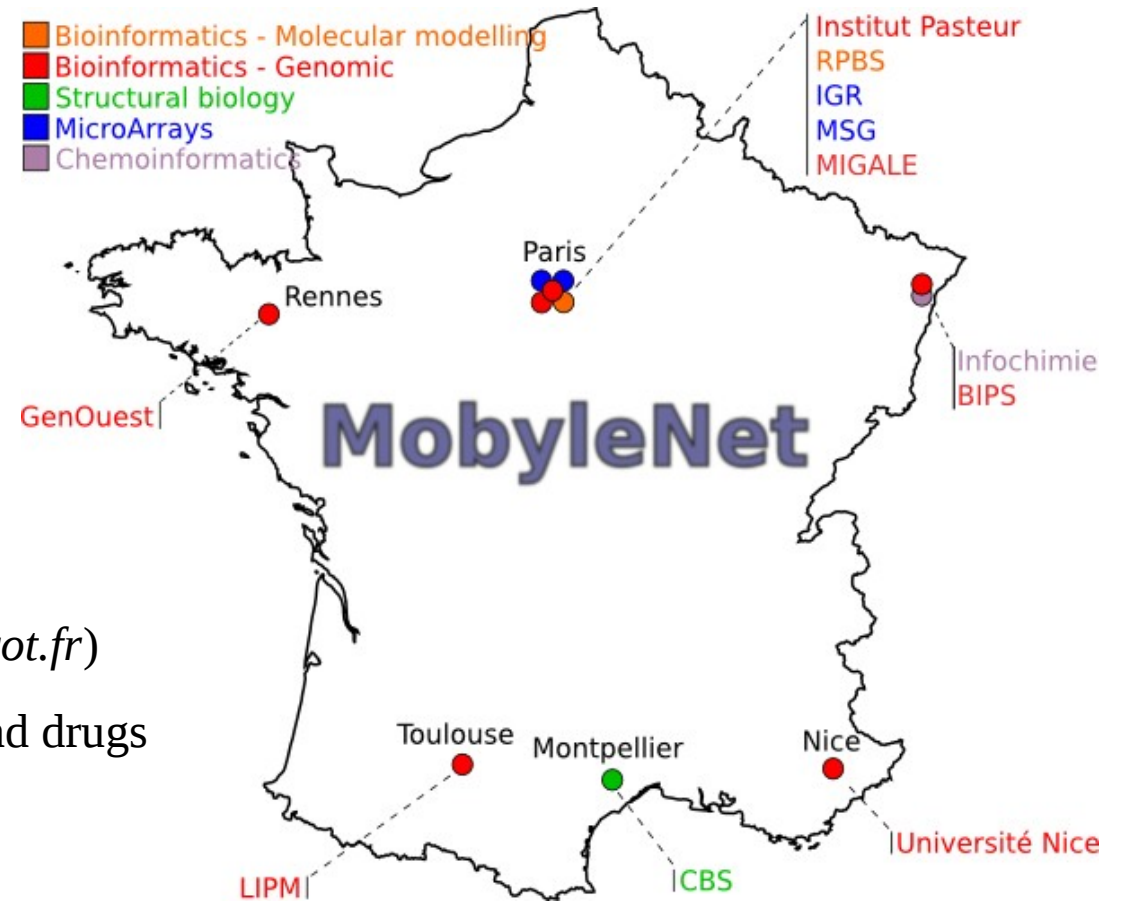 Bioinformatics - Molecular modelling
Bioinformatics - Genomic
Structural biology
MicroArrays
Chemoinformatics
Institut Pasteur
RPBS
IGR
MSG
MIGALE
Paris
Rennes
GenOuest
Infochimie
BIPS
MobyleNet
ot.fr)
d drugs
Toulouse
Montpellier
Nice
Université Nice
LIPM
CBS